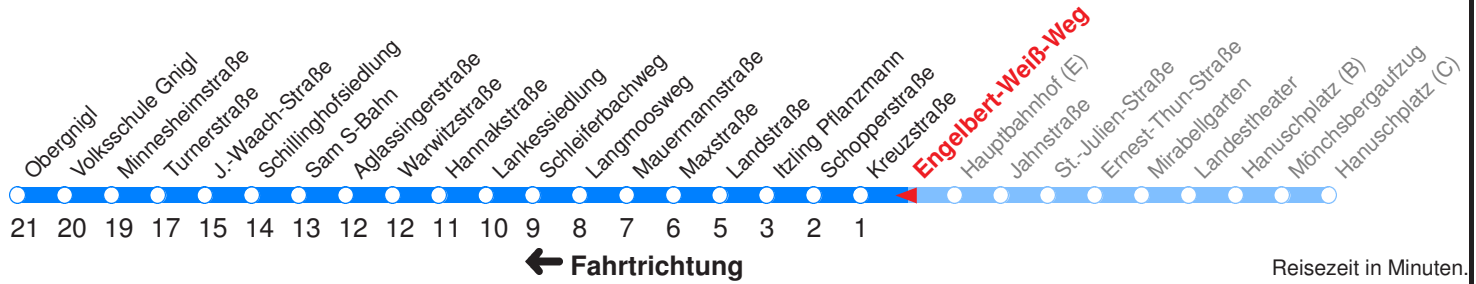 Obergnigl
Volksschule Gnigl
Minnesheimstraße
Turnerstraße
J.-Waach-Straße
Schillinghofsiedlung
Sam S-Bahn
Aglassingerstraße
Warwitzstraße
Hannakstraße
Lankessiedlung
Schleiferbachweg
Langmoosweg
Mauermannstraße
Maxstraße
Landstraße
Itzling Pflanzmann
Schopperstraße
Kreuzstraße
Engelbert-Weiß-Weg
Hauptbahnhof (E)
Jahnstraße
St.-Julien-Straße
Ernest-Thun-Straße
Mirabellgarten
Landestheater
Hanuschplatz (B)
Mönchsbergaufzug
Hanuschplatz (C)
21 20 19 17 15 14 13 12 12 11 10 9 8 7 6 5 3 2 1
Fahrtrichtung
Reisezeit in Minuten.